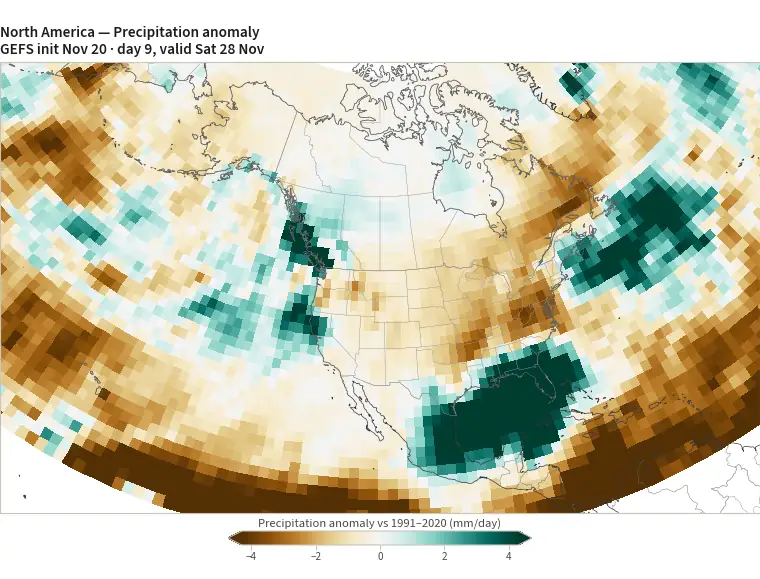 North America — Precipitation anomaly
GEFS init Nov 20 · day 9, valid Sat 28 Nov
Precipitation anomaly vs 1991–2020 (mm/day)
−4 −2 0 2 4